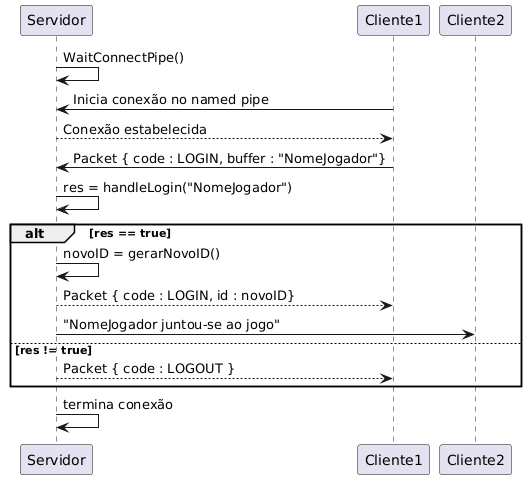 Servidor
Cliente1
Cliente2
WaitConnectPipe()
Inicia conexão no named pipe
Conexão estabelecida
Packet { code : LOGIN, buffer : "NomeJogador"}
res = handleLogin("NomeJogador")
alt [res == true]
novoID = gerarNovoID()
Packet { code : LOGIN, id : novoID}
"NomeJogador juntou-se ao jogo"
[res != true]
Packet { code : LOGOUT }
termina conexão
Servidor
Cliente1
Cliente2